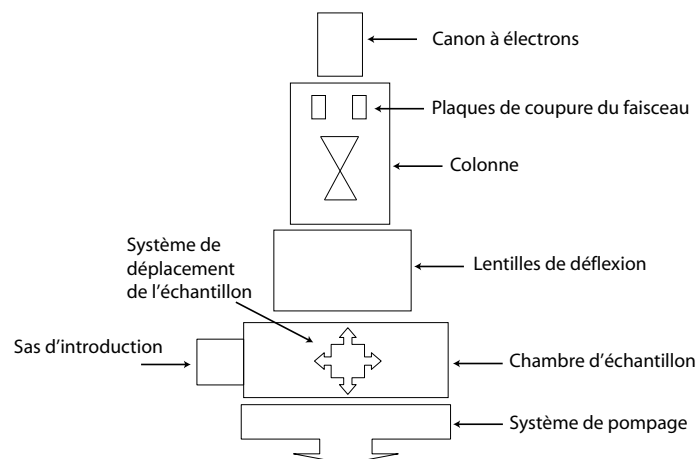 Canon à électrons
Plaques de coupure du faisceau
Colonne
Système de
déplacement
de l’échantillon
Lentilles de déflexion
Sas d’introduction
Chambre d’échantillon
Système de pompage